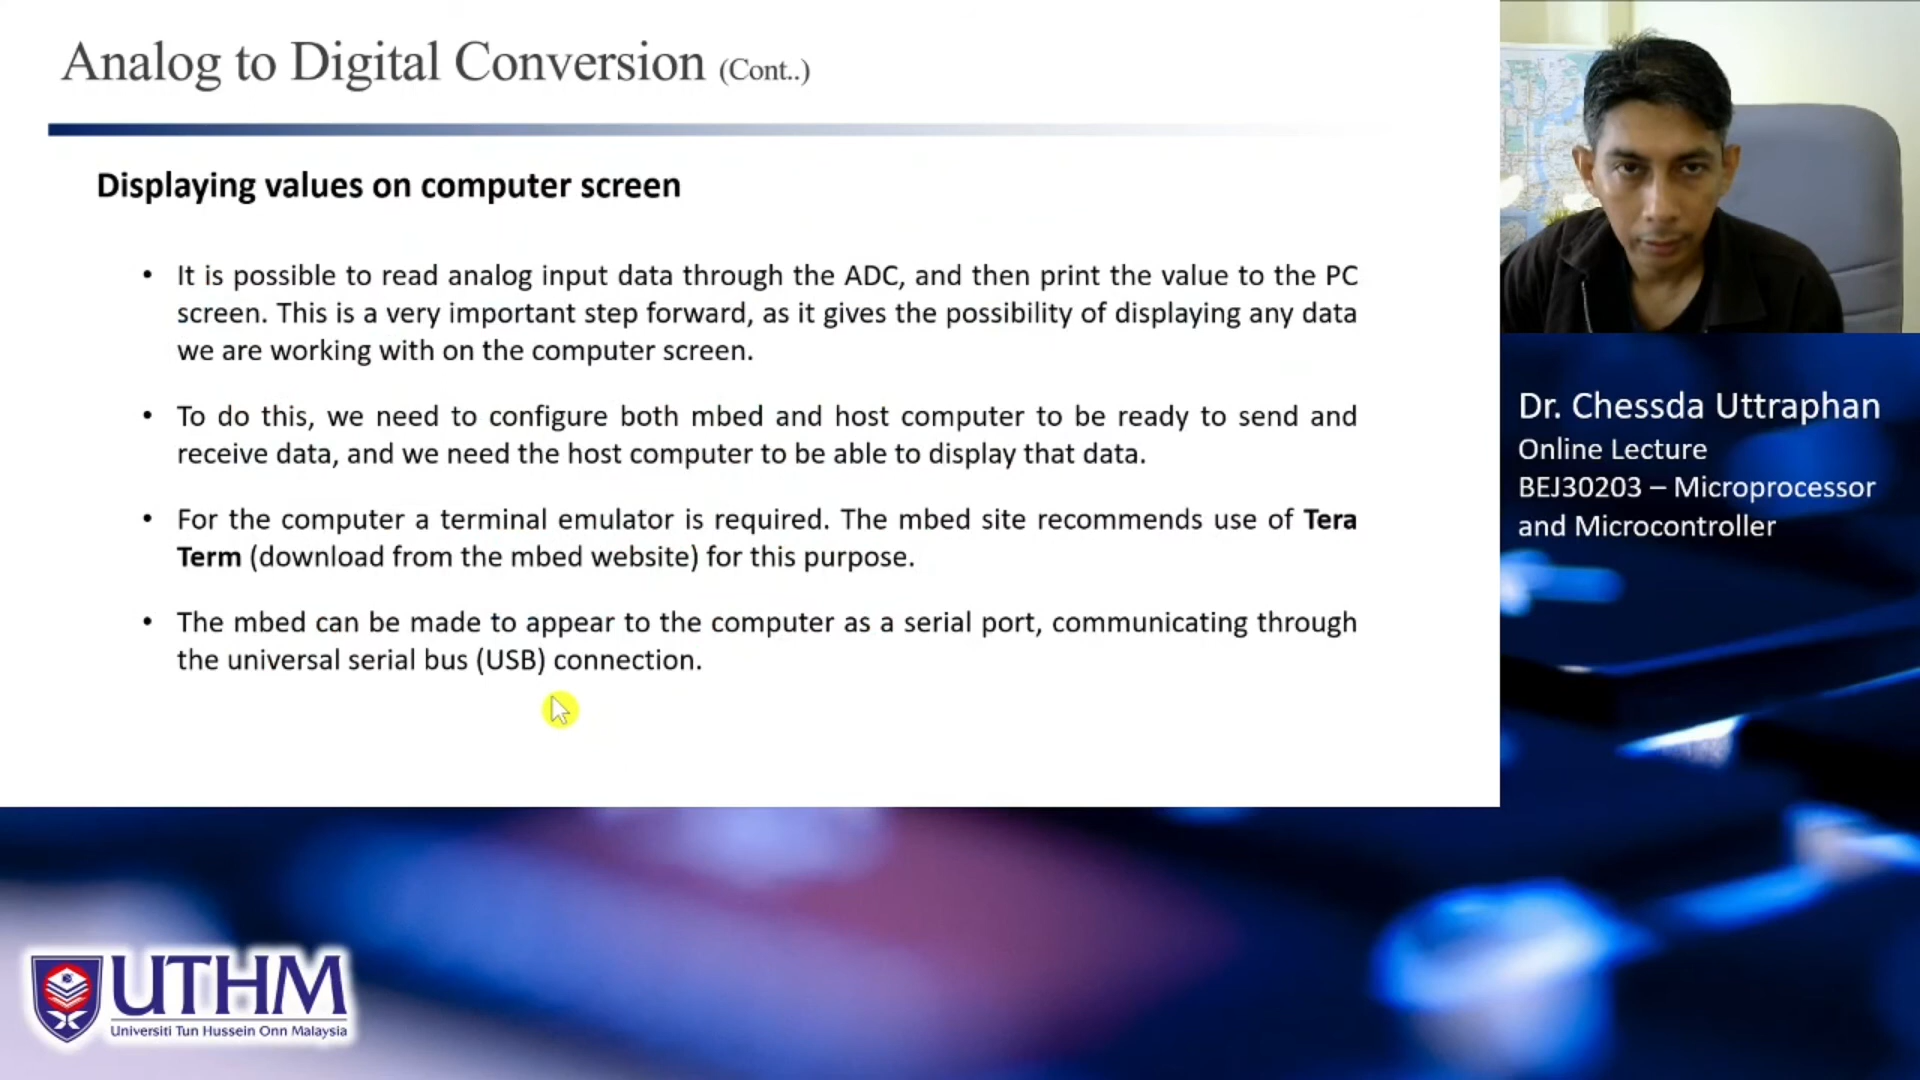 Analog to Digital Conversion (Cont..)
Displaying values on computer screen
• It is possible to read analog input data through the ADC, and then print the value to the PC
screen. This is a very important step forward, as it gives the possibility of displaying any data
we are working with on the computer screen.
• To do this, we need to configure both mbed and host computer to be ready to send and
receive data, and we need the host computer to be able to display that data.
• For the computer a terminal emulator is required. The mbed site recommends use of Tera
Term (download from the mbed website) for this purpose.
• The mbed can be made to appear to the computer as a serial port, communicating through
the universal serial bus (USB) connection.
Dr. Chessda Uttraphan
Online Lecture
BEJ30203 – Microprocessor
and Microcontroller
UTHM
Universiti Tun Hussein Onn Malaysia